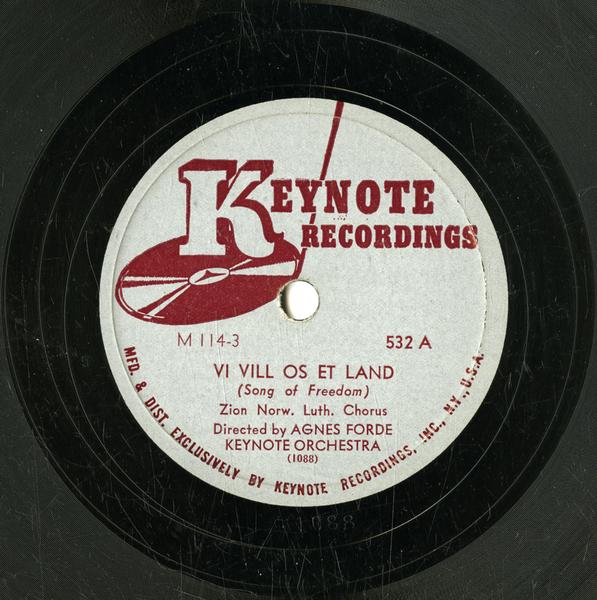 KEYNOTE
RECORDINGS
M 114-3
532 A
VI VILL OS ET LAND
(Song of Freedom)
Zion Norw. Luth. Chorus
Directed by AGNES FORDE
KEYNOTE ORCHESTRA
(1088)
MFD. & DIST. EXCLUSIVELY BY KEYNOTE RECORDINGS, INC., N.Y., U.S.A.
1088